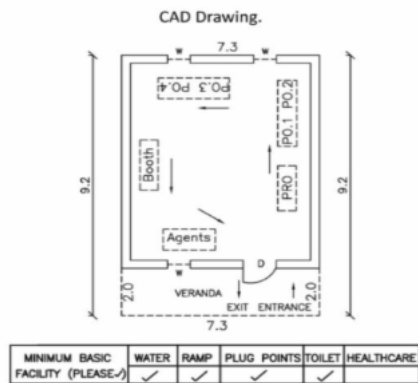 CAD Drawing.
W 7.3 W
PO.4 PO.3
PO.1 PO.2
9.2
Booth
PRO
9.2
Agents
W
D
2.0
VERANDA
EXIT ENTRANCE
2.0
7.3
MINIMUM BASIC FACILITY (PLEASE✓) WATER RAMP PLUG POINTS TOILET HEALTHCARE
✓ ✓ ✓ ✓